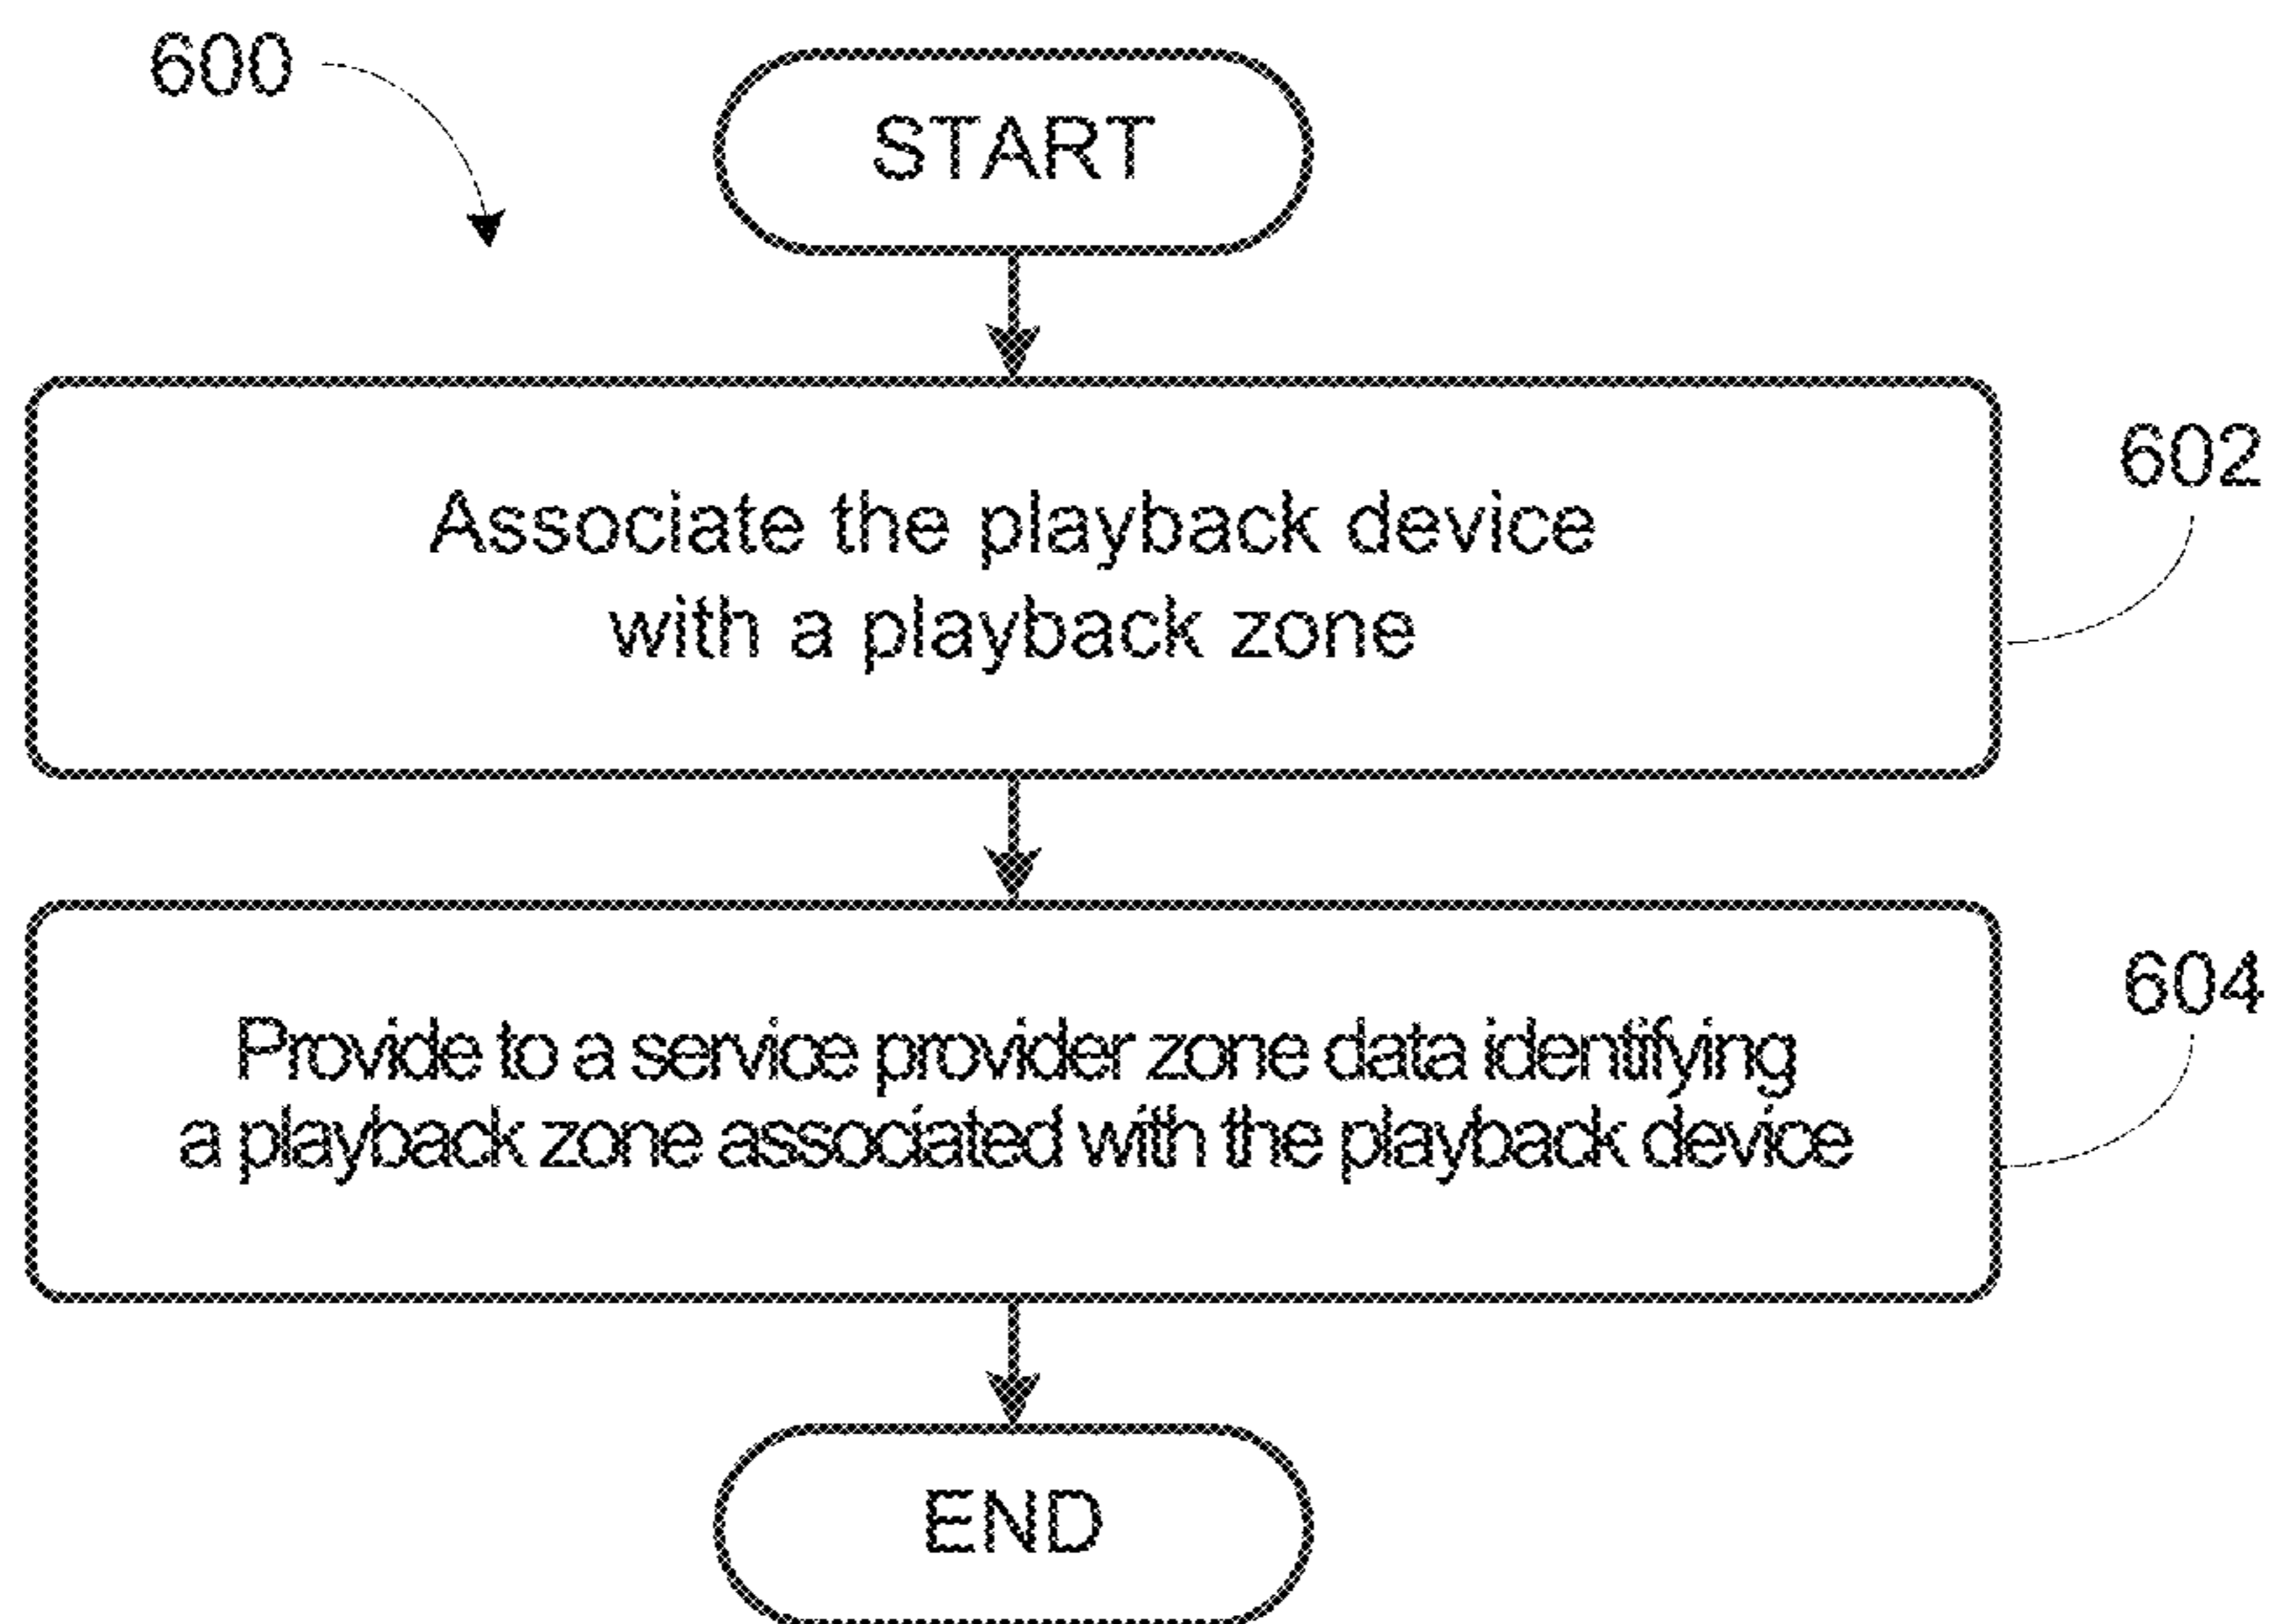 600
START
Associate the playback device
with a playback zone
602
Provide to a service provider zone data identifying
a playback zone associated with the playback device
604
END